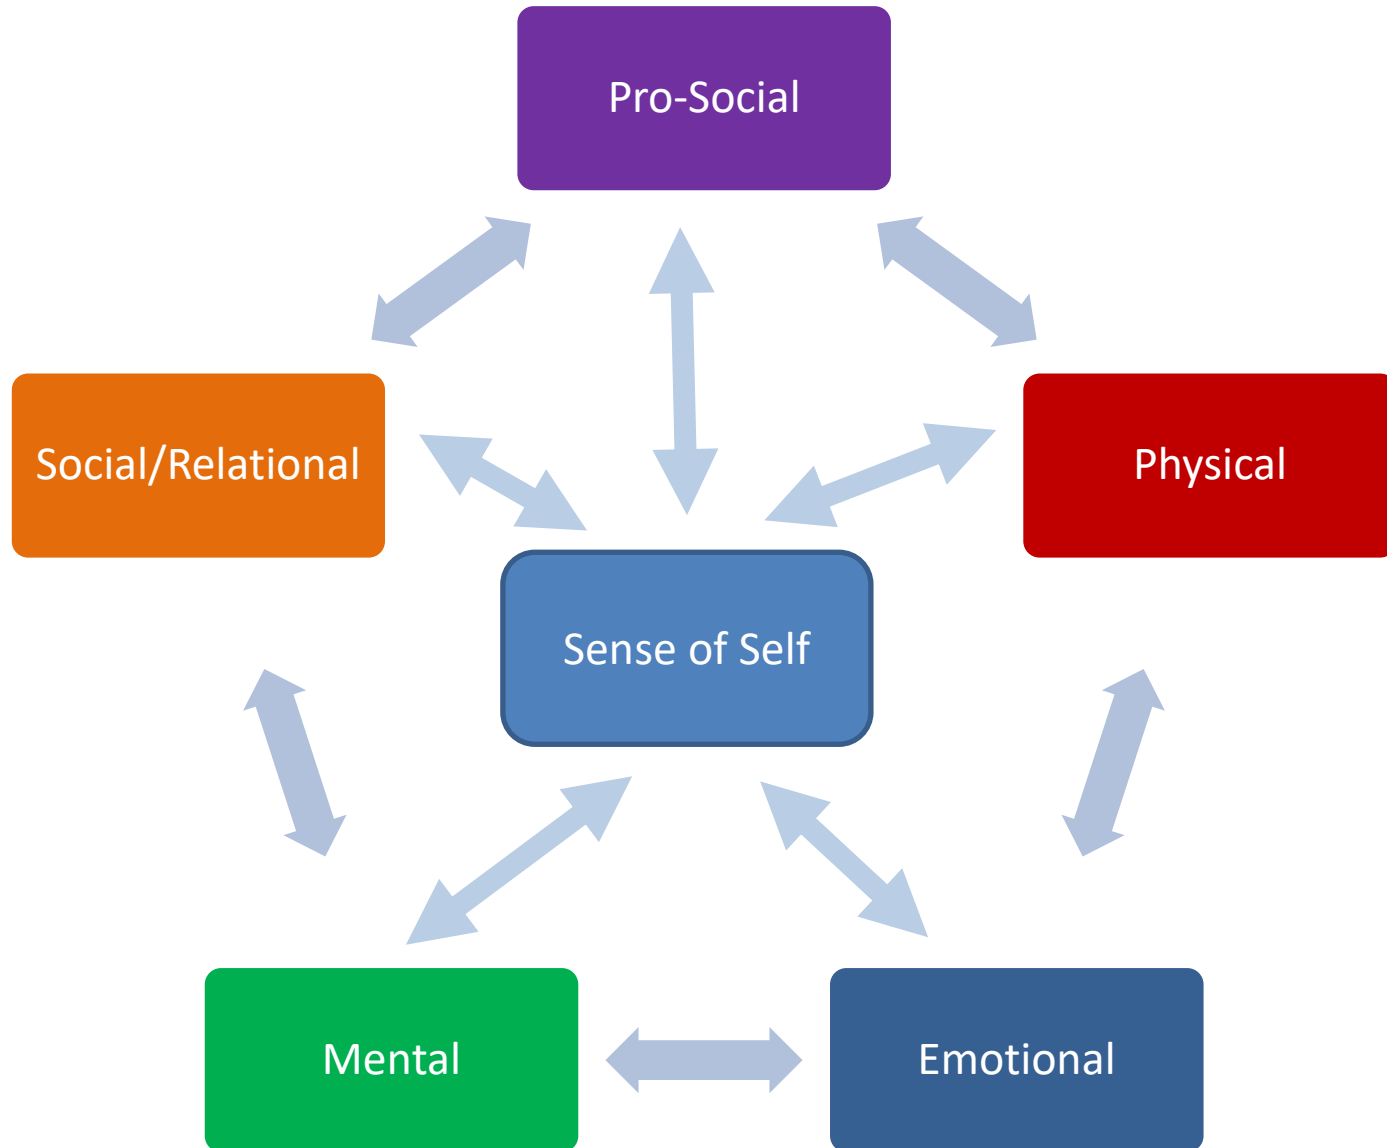 Pro-Social
Social/Relational
Physical
Sense of Self
Mental
Emotional